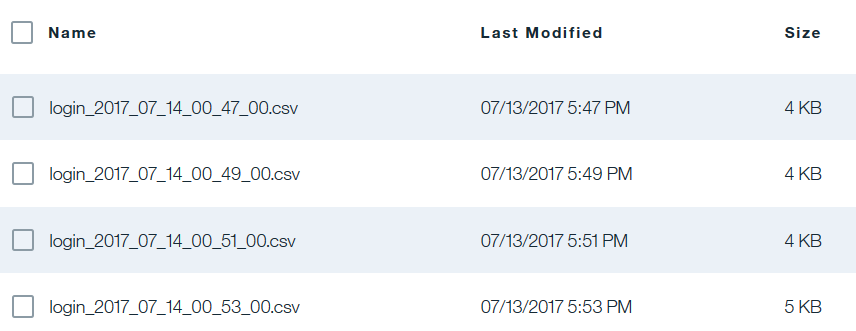 Name Last Modified Size
login_2017_07_14_00_47_00.csv 07/13/2017 5:47 PM 4 KB
login_2017_07_14_00_49_00.csv 07/13/2017 5:49 PM 4 KB
login_2017_07_14_00_51_00.csv 07/13/2017 5:51 PM 4 KB
login_2017_07_14_00_53_00.csv 07/13/2017 5:53 PM 5 KB